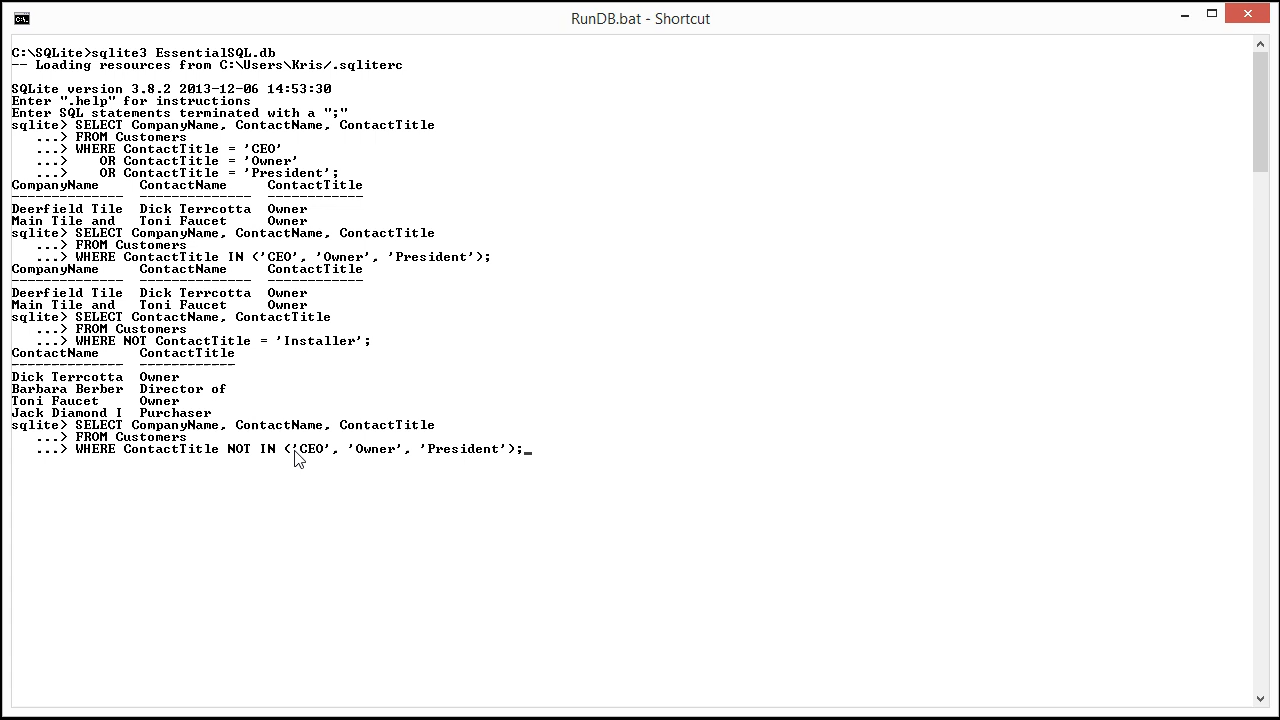 RunDB.bat - Shortcut
C:\SQLite>sqlite3 EssentialSQL.db
-- Loading resources from C:\Users\Kris/.sqliterc
SQLite version 3.8.2 2013-12-06 14:53:30
Enter ".help" for instructions
Enter SQL statements terminated with a ";"
sqlite> SELECT CompanyName, ContactName, ContactTitle
   ...> FROM Customers
   ...> WHERE ContactTitle = 'CEO'
   ...>    OR ContactTitle = 'Owner'
   ...>    OR ContactTitle = 'President';
CompanyName     ContactName     ContactTitle
--------------  --------------  ------------
Deerfield Tile  Dick Terrcotta  Owner
Main Tile and   Toni Faucet     Owner
sqlite> SELECT CompanyName, ContactName, ContactTitle
   ...> FROM Customers
   ...> WHERE ContactTitle IN ('CEO', 'Owner', 'President');
CompanyName     ContactName     ContactTitle
--------------  --------------  ------------
Deerfield Tile  Dick Terrcotta  Owner
Main Tile and   Toni Faucet     Owner
sqlite> SELECT ContactName, ContactTitle
   ...> FROM Customers
   ...> WHERE NOT ContactTitle = 'Installer';
ContactName     ContactTitle
--------------  ------------
Dick Terrcotta  Owner
Barbara Berber  Director of
Toni Faucet     Owner
Jack Diamond I  Purchaser
sqlite> SELECT CompanyName, ContactName, ContactTitle
   ...> FROM Customers
   ...> WHERE ContactTitle NOT IN ('CEO', 'Owner', 'President');_